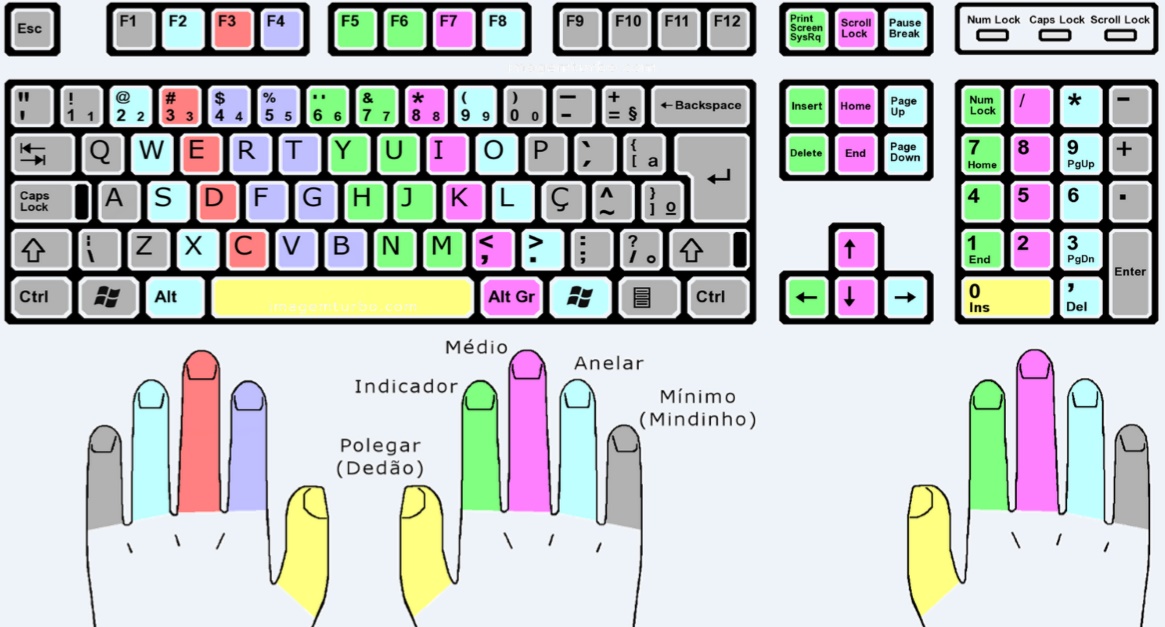 Esc F1 F2 F3 F4 F5 F6 F7 F8 F9 F10 F11 F12
Print Screen SysRq
Scroll Lock
Pause Break
Num Lock Caps Lock Scroll Lock
" ' ! 1 1 @ 2 2 # 3 3 $ 4 4 % 5 5 ¨ 6 6 & 7 7 * 8 8 ( 9 9 ) 0 0 — - + = § ←Backspace
Insert Home Page Up
Num Lock / * -
Q W E R T Y U I O P ` ´ { [ a
Delete End Page Down
7 Home 8 9 PgUp +
Caps Lock A S D F G H J K L Ç ^ ~ } ] º ↵
4 5 6 .
⇧ ¦ \ Z X C V B N M < , > . : ; ? / ° ⇧
↑
1 End 2 3 PgDn Enter
Ctrl Alt Alt Gr Ctrl
← ↓ →
0 Ins , Del
Médio
Anelar
Indicador
Mínimo
(Mindinho)
Polegar
(Dedão)